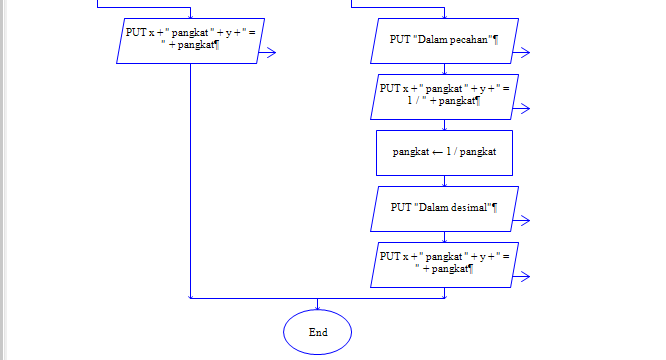 PUT x +" pangkat " + y +" =
" + pangkat¶
PUT "Dalam pecahan"¶
PUT x +" pangkat " + y +" =
1 / " + pangkat¶
pangkat ← 1 / pangkat
PUT "Dalam desimal"¶
PUT x +" pangkat " + y +" =
" + pangkat¶
End